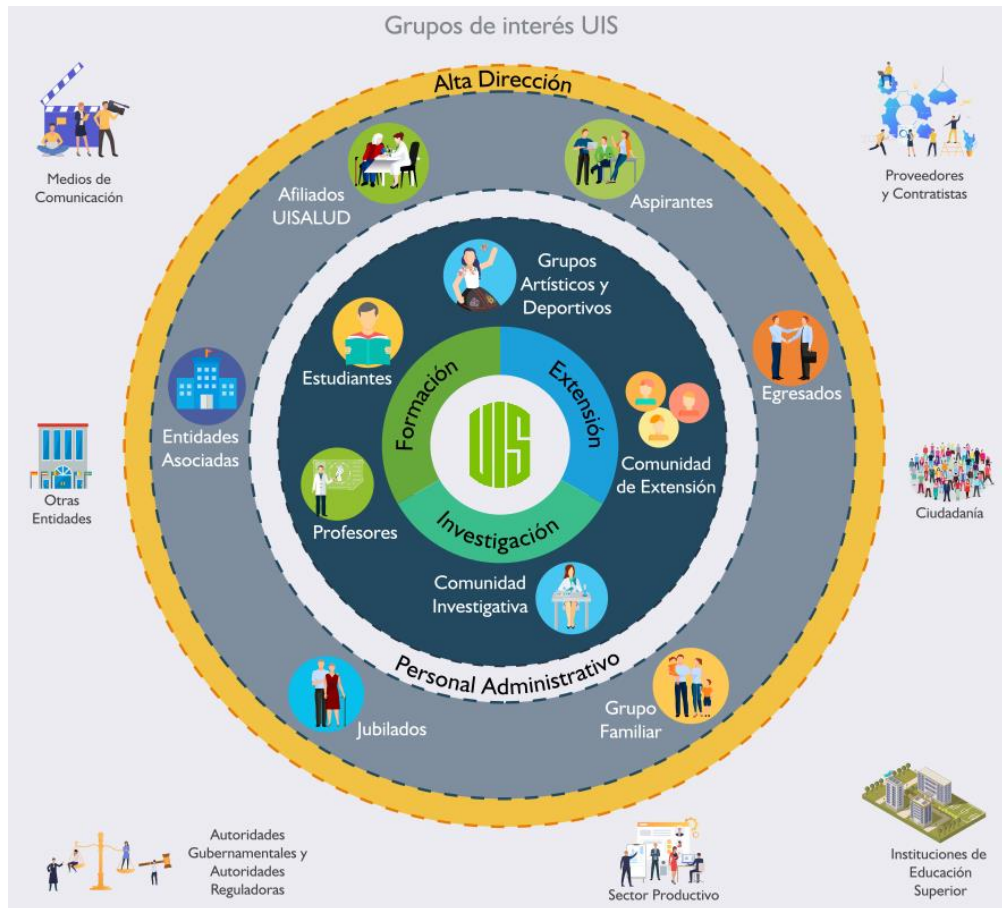 Grupos de interés UIS
Alta Dirección
Medios de
Comunicación
Afiliados
UISALUD
Aspirantes
Proveedores
y Contratistas
Grupos
Artísticos y
Deportivos
Estudiantes
Egresados
Entidades
Asociadas
Formación
Extensión
UIS
Investigación
Comunidad
de Extensión
Otras
Entidades
Profesores
Ciudadanía
Comunidad
Investigativa
Personal Administrativo
Jubilados
Grupo
Familiar
Autoridades
Gubernamentales y
Autoridades
Reguladoras
Sector Productivo
Instituciones de
Educación
Superior